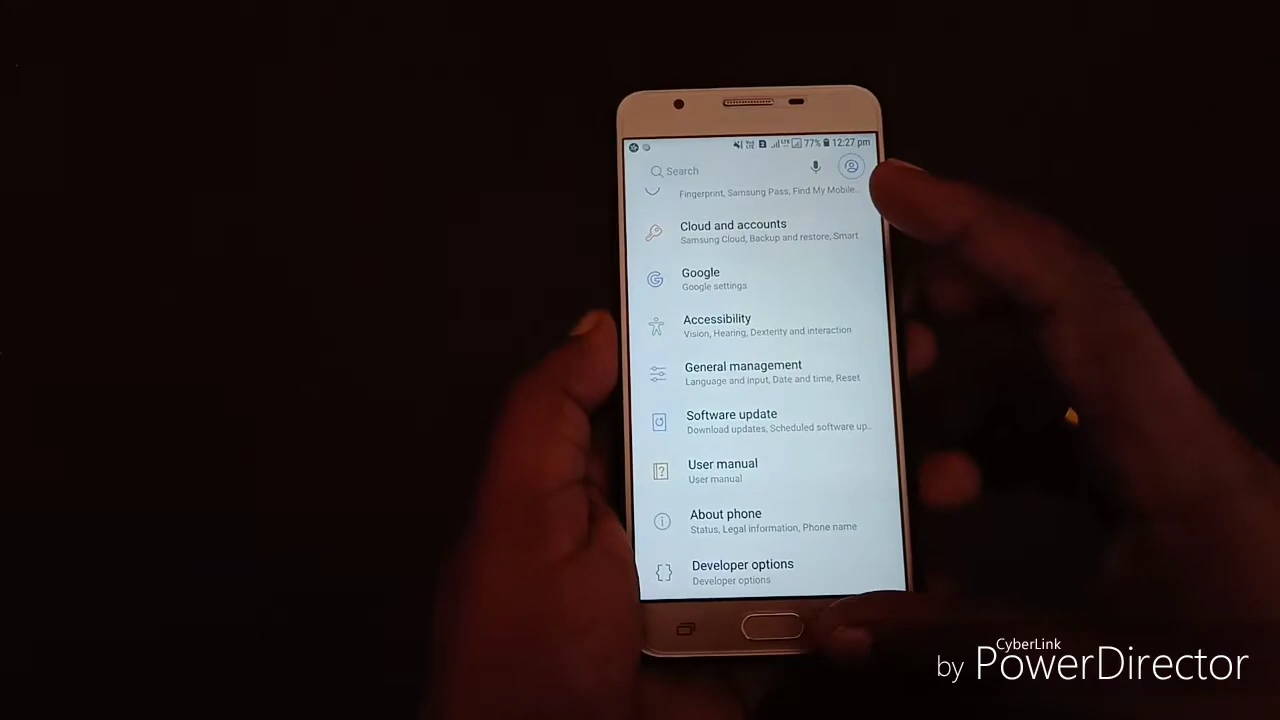 77% 12:27 pm
Search
Fingerprint, Samsung Pass, Find My Mobile..
Cloud and accounts
Samsung Cloud, Backup and restore, Smart
Google
Google settings
Accessibility
Vision, Hearing, Dexterity and interaction
General management
Language and input, Date and time, Reset
Software update
Download updates, Scheduled software up..
User manual
User manual
About phone
Status, Legal information, Phone name
Developer options
Developer options
CyberLink
by PowerDirector